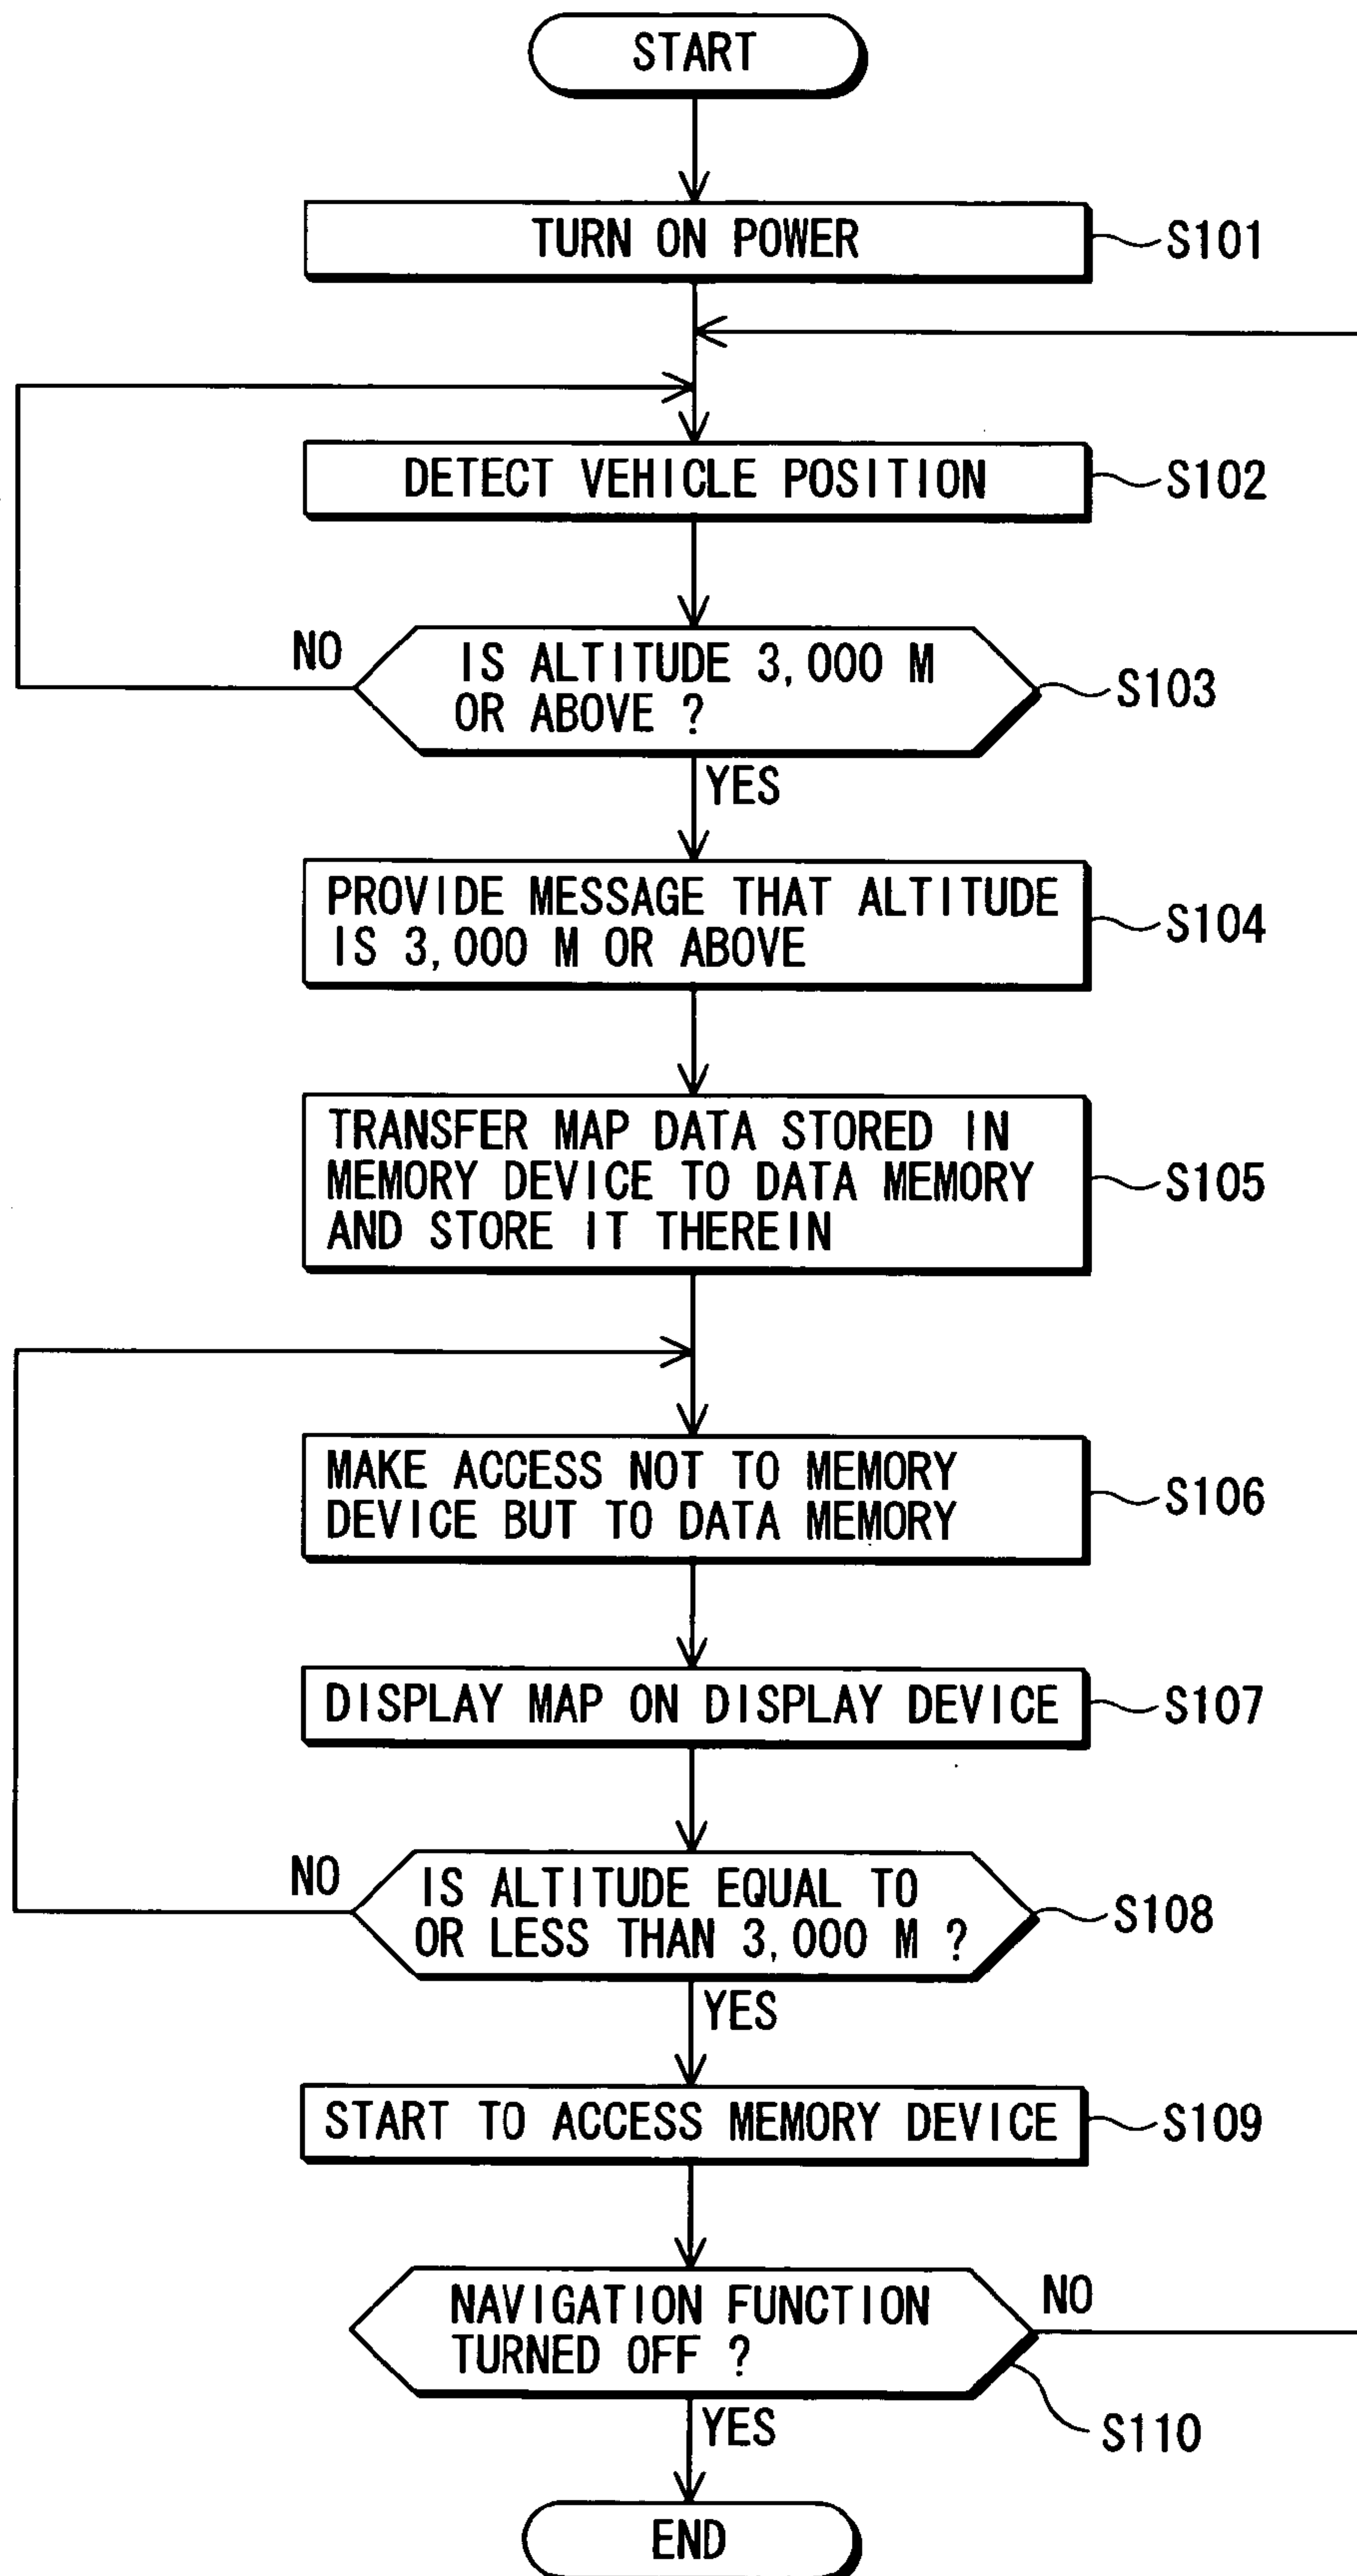 START
TURN ON POWER
S101
DETECT VEHICLE POSITION
S102
NO
IS ALTITUDE 3,000 M
OR ABOVE ?
S103
YES
PROVIDE MESSAGE THAT ALTITUDE
IS 3,000 M OR ABOVE
S104
TRANSFER MAP DATA STORED IN
MEMORY DEVICE TO DATA MEMORY
AND STORE IT THEREIN
S105
MAKE ACCESS NOT TO MEMORY
DEVICE BUT TO DATA MEMORY
S106
DISPLAY MAP ON DISPLAY DEVICE
S107
NO
IS ALTITUDE EQUAL TO
OR LESS THAN 3,000 M ?
S108
YES
START TO ACCESS MEMORY DEVICE
S109
NAVIGATION FUNCTION
TURNED OFF ?
NO
S110
YES
END